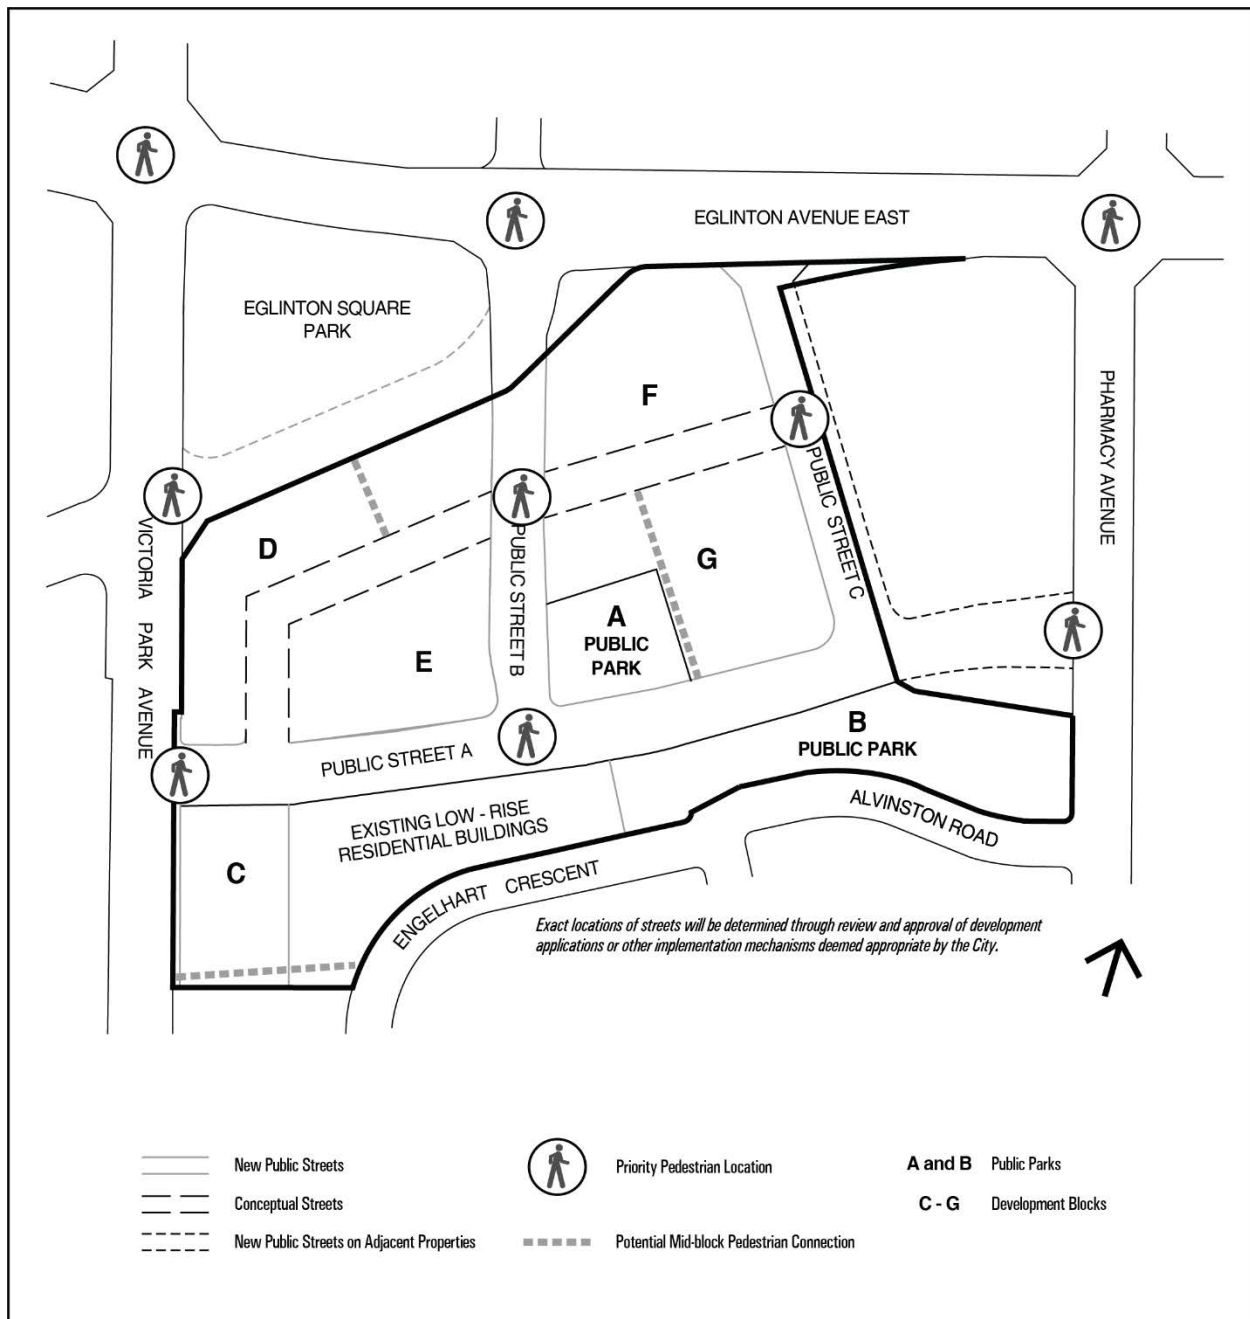 EGLINTON AVENUE EAST
EGLINTON SQUARE
PARK
F
PHARMACY AVENUE
PUBLIC STREET C
VICTORIA PARK AVENUE
D
PUBLIC STREET B
G
A
PUBLIC
PARK
E
B
PUBLIC PARK
PUBLIC STREET A
ALVINSTON ROAD
EXISTING LOW - RISE
RESIDENTIAL BUILDINGS
C
ENGELHART CRESCENT
Exact locations of streets will be determined through review and approval of development
applications or other implementation mechanisms deemed appropriate by the City.
New Public Streets
Priority Pedestrian Location
A and B Public Parks
Conceptual Streets
C - G Development Blocks
New Public Streets on Adjacent Properties
Potential Mid-block Pedestrian Connection